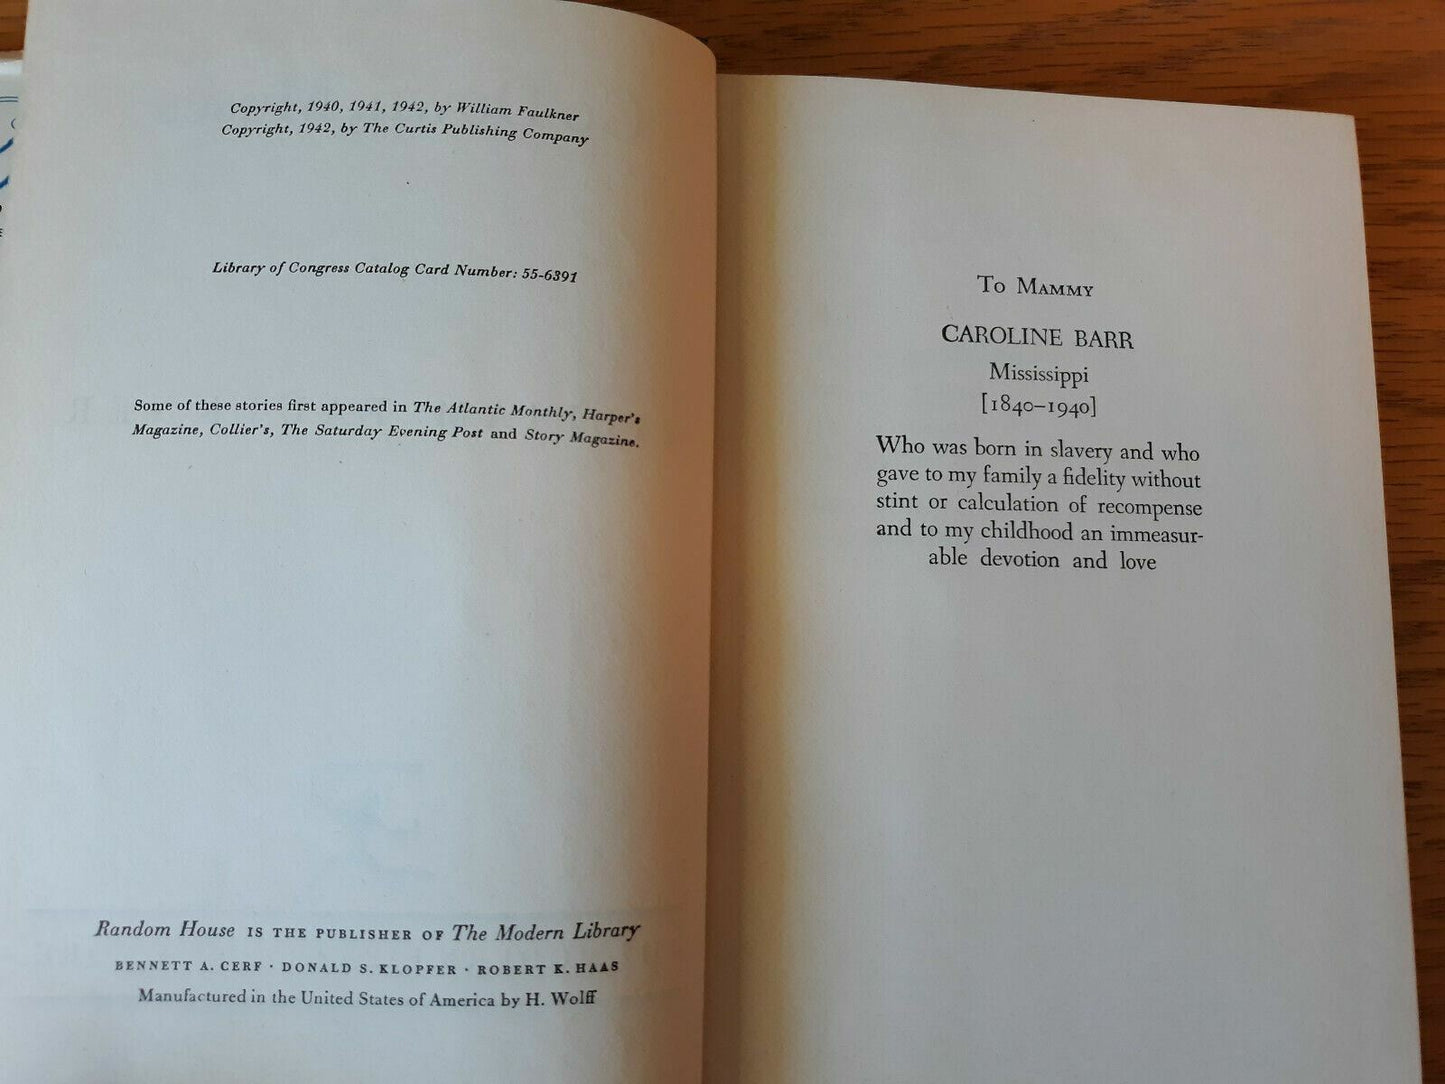 Copyright, 1940, 1941, 1942, by William Faulkner
Copyright, 1942, by The Curtis Publishing Company
Library of Congress Catalog Card Number: 55-6391
Some of these stories first appeared in The Atlantic Monthly, Harper's
Magazine, Collier's, The Saturday Evening Post and Story Magazine.
Random House IS THE PUBLISHER OF The Modern Library
BENNETT A. CERF · DONALD S. KLOPFER · ROBERT K. HAAS
Manufactured in the United States of America by H. Wolff
To MAMMY
CAROLINE BARR
Mississippi
[1840–1940]
Who was born in slavery and who
gave to my family a fidelity without
stint or calculation of recompense
and to my childhood an immeasur-
able devotion and love